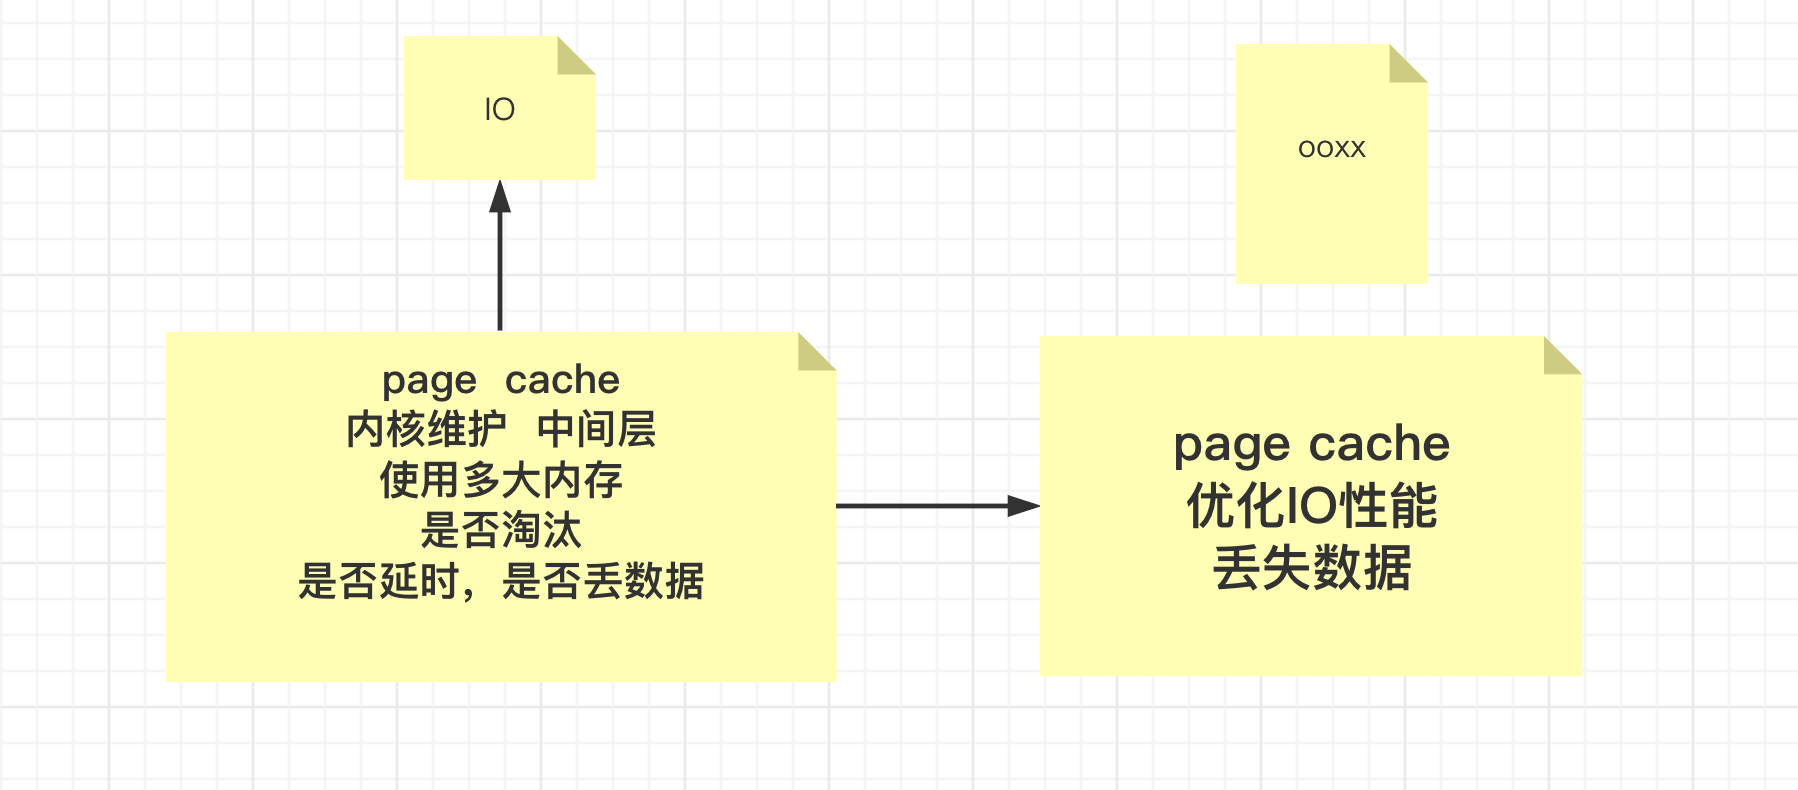 IO
ooxx
page cache
内核维护 中间层
使用多大内存
是否淘汰
是否延时，是否丢数据
page cache
优化IO性能
丢失数据